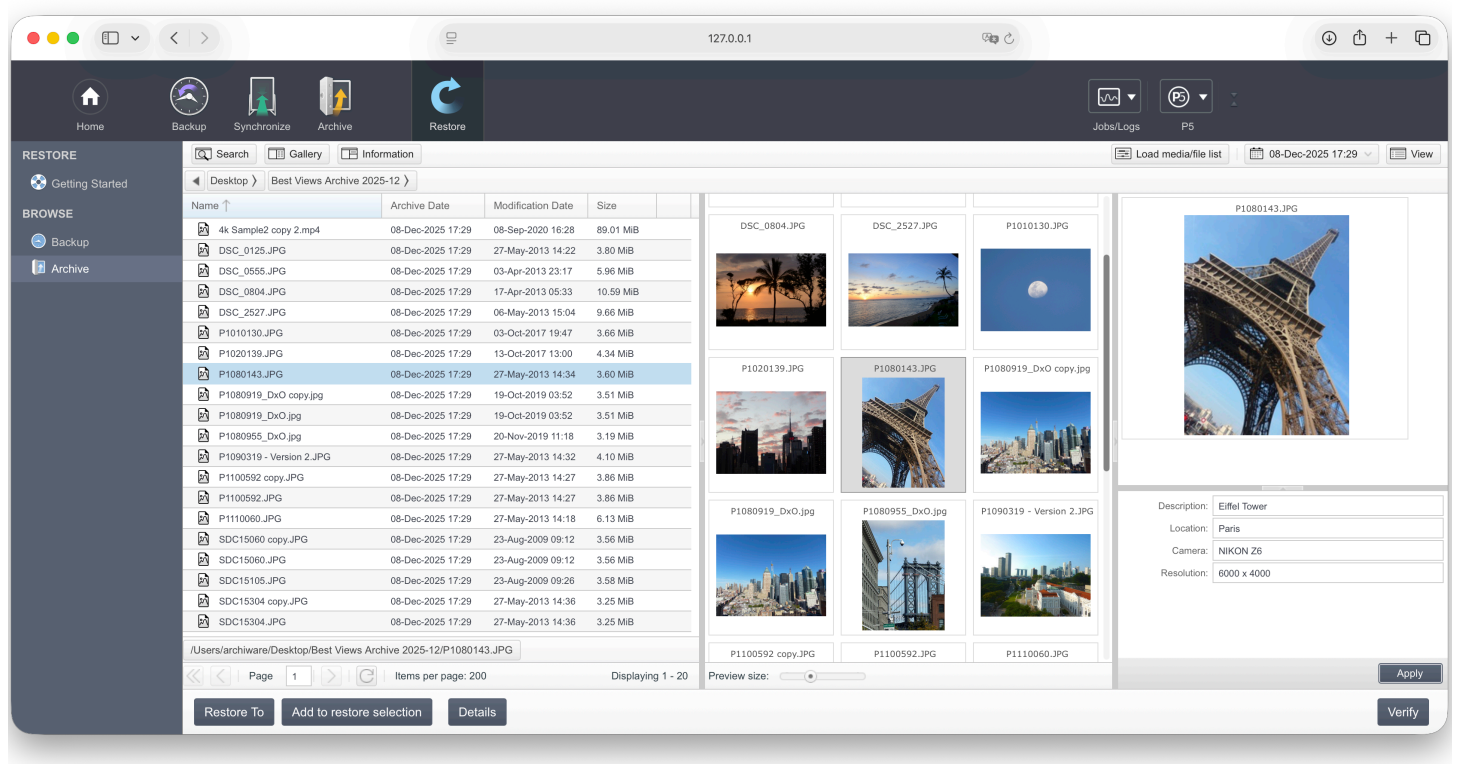 127.0.0.1
Home
Backup
Synchronize
Archive
Restore
Jobs/Logs
P5
P5
RESTORE
Getting Started
BROWSE
Backup
Archive
Search
Gallery
Information
Load media/file list
08-Dec-2025 17:29
View
Desktop 〉
Best Views Archive 2025-12 〉
Name ↑ Archive Date Modification Date Size
4k Sample2 copy 2.mp4 08-Dec-2025 17:29 08-Sep-2020 16:28 89.01 MiB
DSC_0125.JPG 08-Dec-2025 17:29 27-May-2013 14:22 3.80 MiB
DSC_0555.JPG 08-Dec-2025 17:29 03-Apr-2013 23:17 5.96 MiB
DSC_0804.JPG 08-Dec-2025 17:29 17-Apr-2013 05:33 10.59 MiB
DSC_2527.JPG 08-Dec-2025 17:29 06-May-2013 15:04 9.66 MiB
P1010130.JPG 08-Dec-2025 17:29 03-Oct-2017 19:47 3.66 MiB
P1020139.JPG 08-Dec-2025 17:29 13-Oct-2017 13:00 4.34 MiB
P1080143.JPG 08-Dec-2025 17:29 27-May-2013 14:34 3.60 MiB
P1080919_DxO copy.jpg 08-Dec-2025 17:29 19-Oct-2019 03:52 3.51 MiB
P1080919_DxO.jpg 08-Dec-2025 17:29 19-Oct-2019 03:52 3.51 MiB
P1080955_DxO.jpg 08-Dec-2025 17:29 20-Nov-2019 11:18 3.19 MiB
P1090319 - Version 2.JPG 08-Dec-2025 17:29 27-May-2013 14:32 4.10 MiB
P1100592 copy.JPG 08-Dec-2025 17:29 27-May-2013 14:27 3.86 MiB
P1100592.JPG 08-Dec-2025 17:29 27-May-2013 14:27 3.86 MiB
P1110060.JPG 08-Dec-2025 17:29 27-May-2013 14:18 6.13 MiB
SDC15060 copy.JPG 08-Dec-2025 17:29 23-Aug-2009 09:12 3.56 MiB
SDC15060.JPG 08-Dec-2025 17:29 23-Aug-2009 09:12 3.56 MiB
SDC15105.JPG 08-Dec-2025 17:29 23-Aug-2009 09:26 3.58 MiB
SDC15304 copy.JPG 08-Dec-2025 17:29 27-May-2013 14:36 3.25 MiB
SDC15304.JPG 08-Dec-2025 17:29 27-May-2013 14:36 3.25 MiB
/Users/archiware/Desktop/Best Views Archive 2025-12/P1080143.JPG
Page 1 Items per page: 200 Displaying 1 - 20
DSC_0804.JPG DSC_2527.JPG P1010130.JPG
P1020139.JPG P1080143.JPG P1080919_DxO copy.jpg
P1080919_DxO.jpg P1080955_DxO.jpg P1090319 - Version 2.JPG
P1100592 copy.JPG P1100592.JPG P1110060.JPG
Preview size:
P1080143.JPG
Description: Eiffel Tower
Location: Paris
Camera: NIKON Z6
Resolution: 6000 x 4000
Apply
Restore To
Add to restore selection
Details
Verify